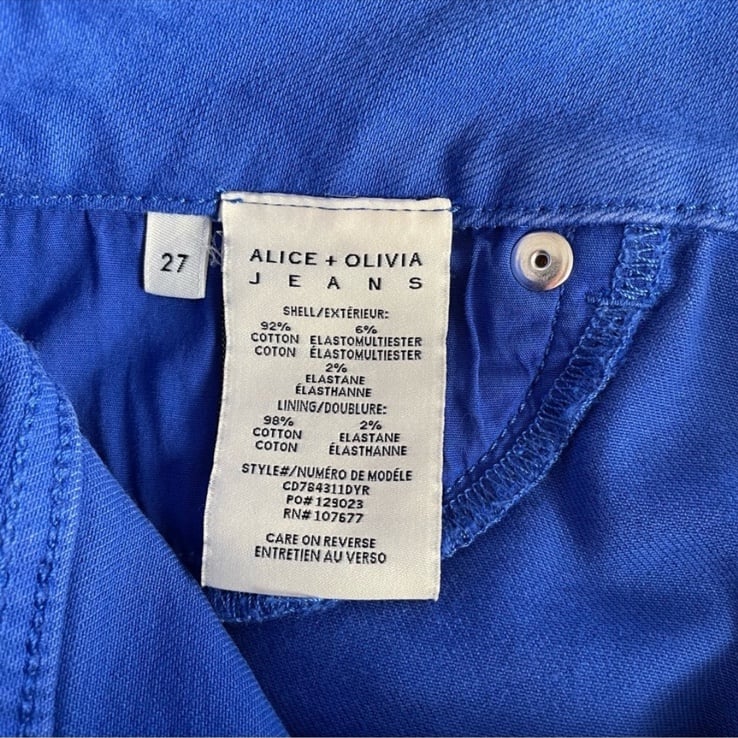 27
ALICE + OLIVIA
JEANS
SHELL/EXTÉRIEUR:
92% 6%
COTTON ELASTOMULTIESTER
COTON ÉLASTOMULTIESTER
2%
ELASTANE
ÉLASTHANNE
LINING/DOUBLURE:
98% 2%
COTTON ELASTANE
COTON ÉLASTHANNE
STYLE#/NUMÉRO DE MODÉLE
CD784311DYR
PO# 129023
RN# 107677
CARE ON REVERSE
ENTRETIEN AU VERSO